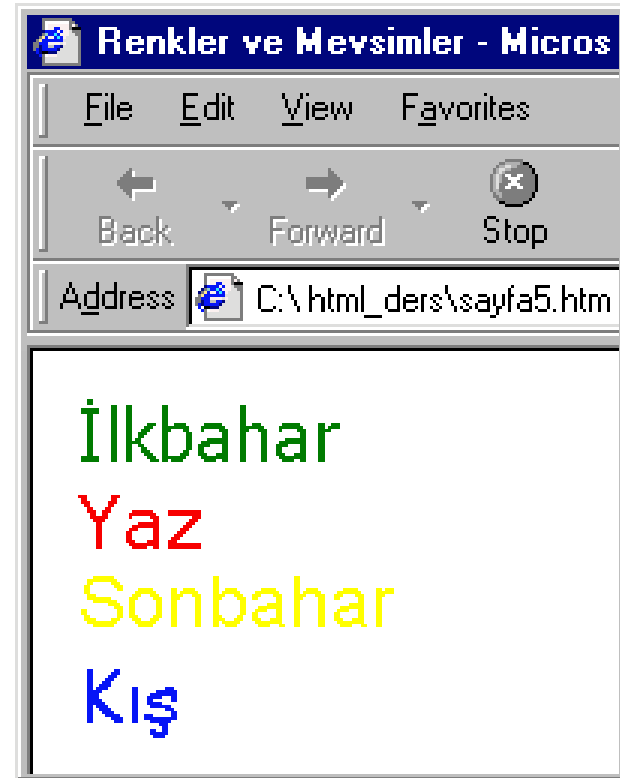 Renkler ve Mevsimler - Micros
File Edit View Favorites
Back Forward Stop
Address C:\html_ders\sayfa5.htm
İlkbahar
Yaz
Sonbahar
Kış